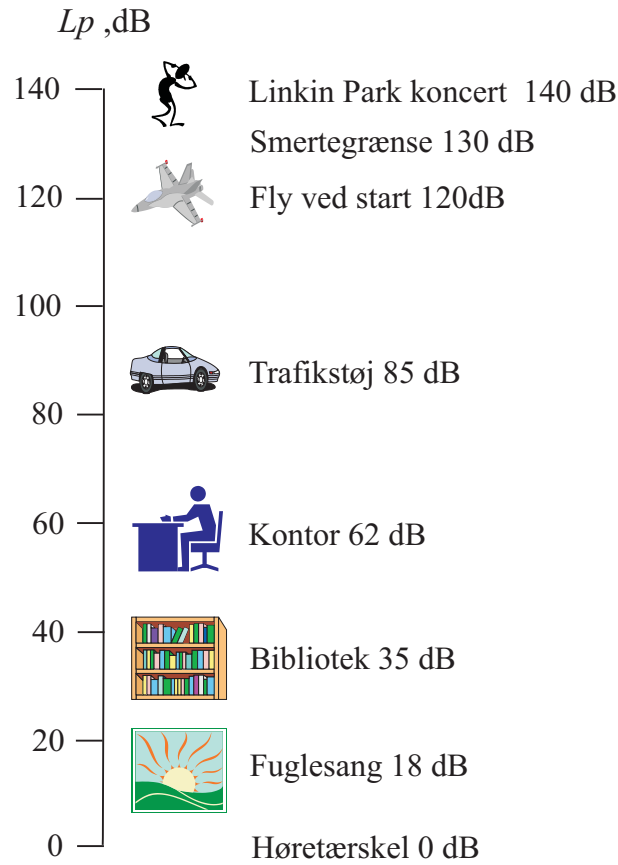 Lp ,dB
140
Linkin Park koncert 140 dB
Smertegrænse 130 dB
120
Fly ved start 120dB
100
Trafikstøj 85 dB
80
60
Kontor 62 dB
40
Bibliotek 35 dB
20
Fuglesang 18 dB
0
Høretærskel 0 dB